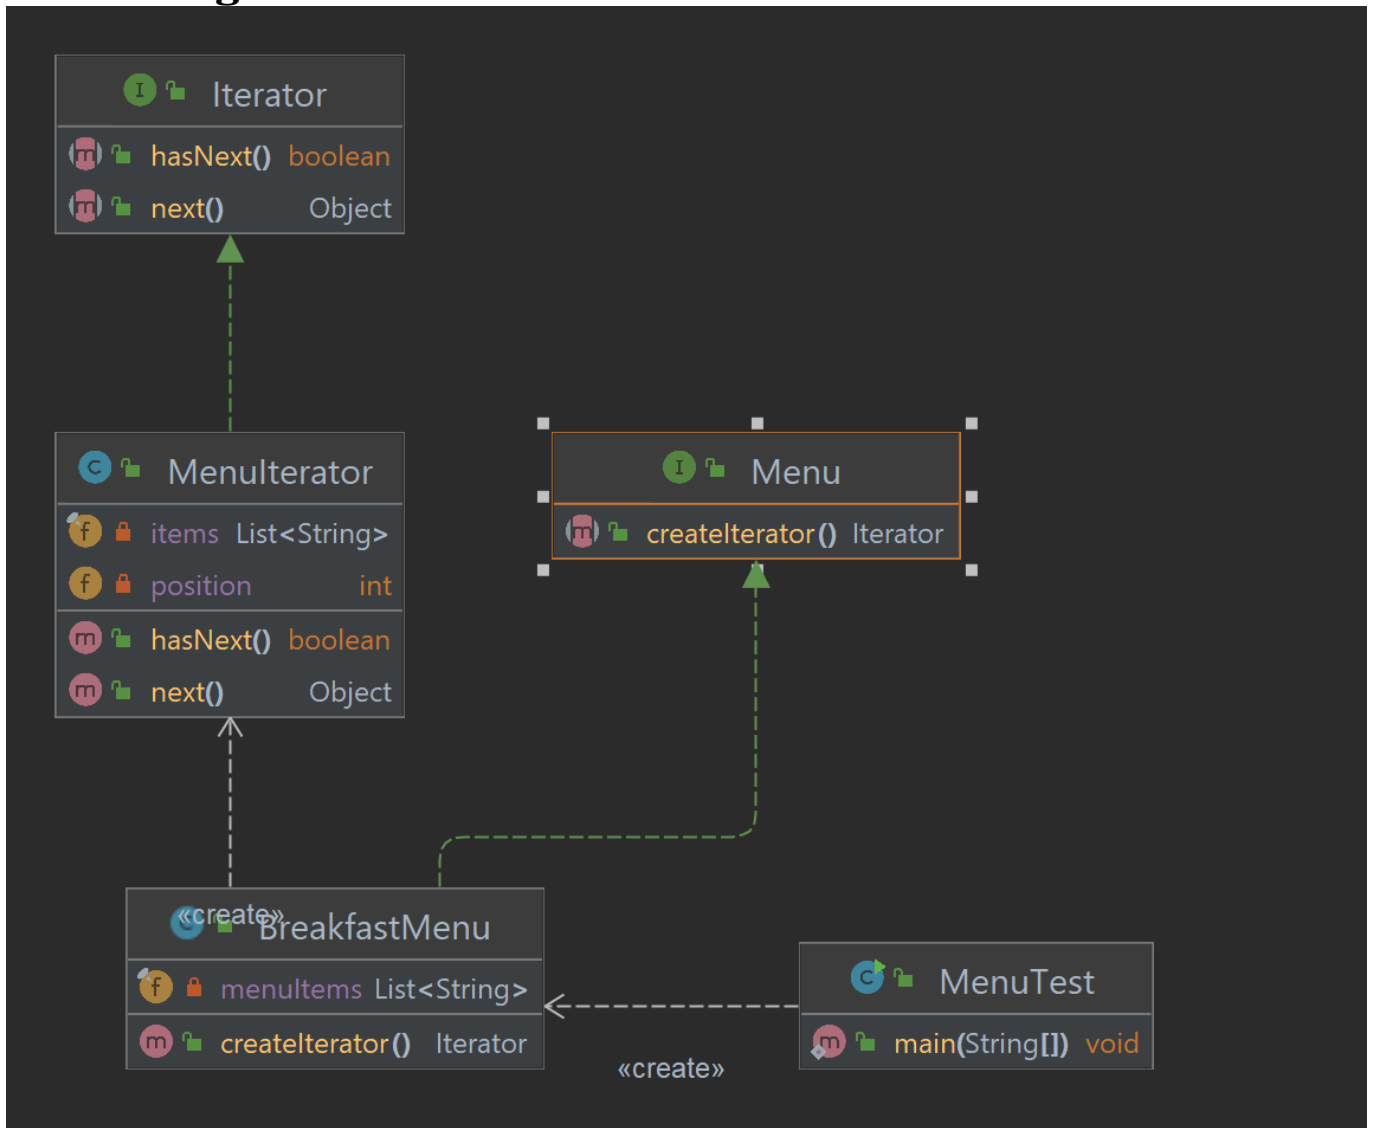 Iterator
hasNext() boolean
next() Object
MenuIterator
items List<String>
position int
hasNext() boolean
next() Object
Menu
createIterator() Iterator
«create»
BreakfastMenu
menuItems List<String>
createIterator() Iterator
«create»
MenuTest
main(String[]) void